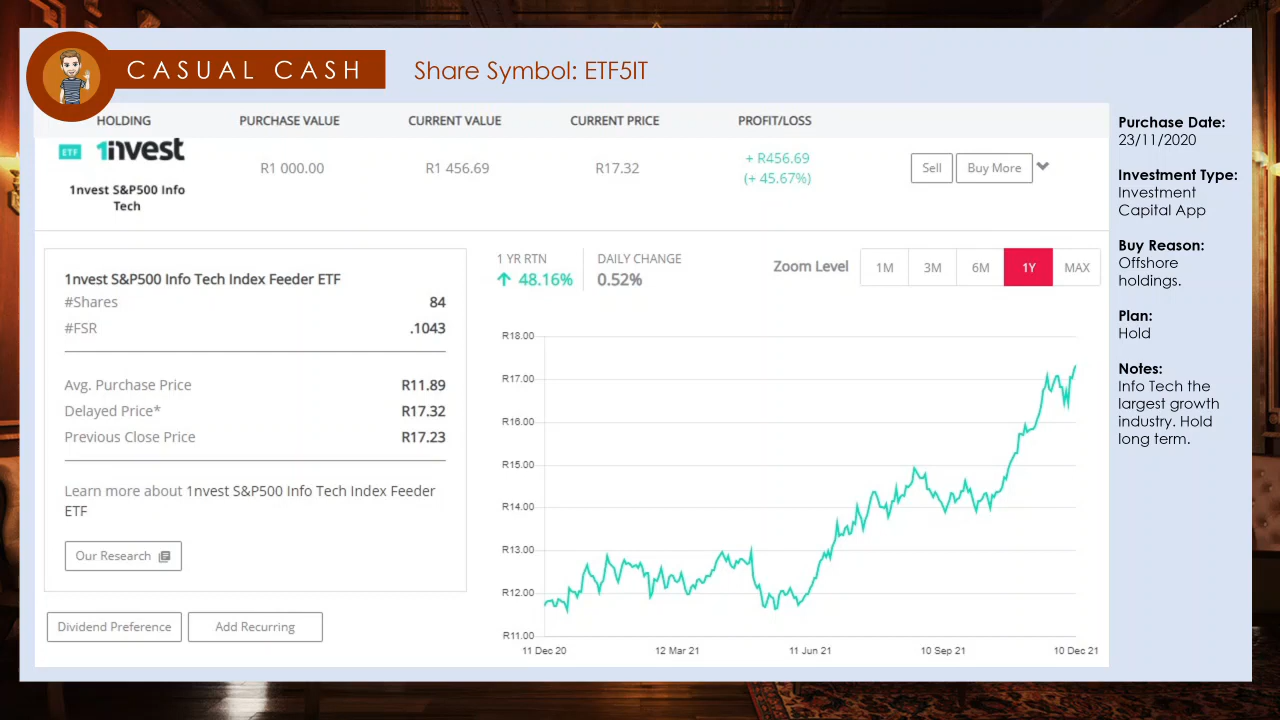 CASUAL CASH
Share Symbol: ETF5IT
HOLDING PURCHASE VALUE CURRENT VALUE CURRENT PRICE PROFIT/LOSS
ETF 1nvest
1nvest S&P500 Info
Tech
R1 000.00 R1 456.69 R17.32
+ R456.69
(+ 45.67%)
Sell Buy More
1nvest S&P500 Info Tech Index Feeder ETF
#Shares 84
#FSR .1043
Avg. Purchase Price R11.89
Delayed Price* R17.32
Previous Close Price R17.23
Learn more about 1nvest S&P500 Info Tech Index Feeder
ETF
Our Research
Dividend Preference Add Recurring
1 YR RTN DAILY CHANGE
48.16% 0.52%
Zoom Level 1M 3M 6M 1Y MAX
R18.00
R17.00
R16.00
R15.00
R14.00
R13.00
R12.00
R11.00
11 Dec 20 12 Mar 21 11 Jun 21 10 Sep 21 10 Dec 21
Purchase Date:
23/11/2020
Investment Type:
Investment
Capital App
Buy Reason:
Offshore
holdings.
Plan:
Hold
Notes:
Info Tech the
largest growth
industry. Hold
long term.